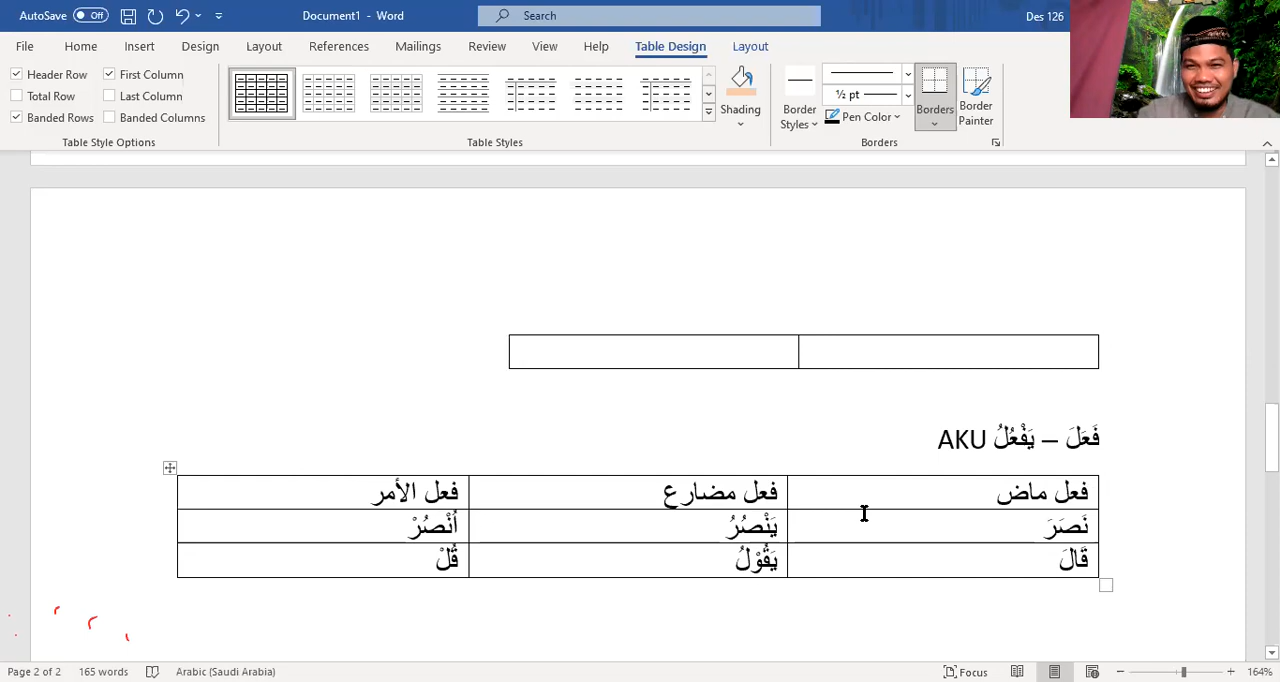 AutoSave Off Document1 - Word Search Des 126
File Home Insert Design Layout References Mailings Review View Help Table Design Layout
Header Row First Column
Total Row Last Column
Banded Rows Banded Columns
Table Style Options
Table Styles
Shading
Border Styles
½ pt
Pen Color
Borders
Border Painter
Borders
فَعَلَ – يَفْعُلُ AKU
فعل ماض فعل مضارع فعل الأمر
نَصَرَ يَنْصُرُ اُنْصُرْ
قَالَ يَقُوْلُ قُلْ
Page 2 of 2 165 words Arabic (Saudi Arabia) Focus 164%